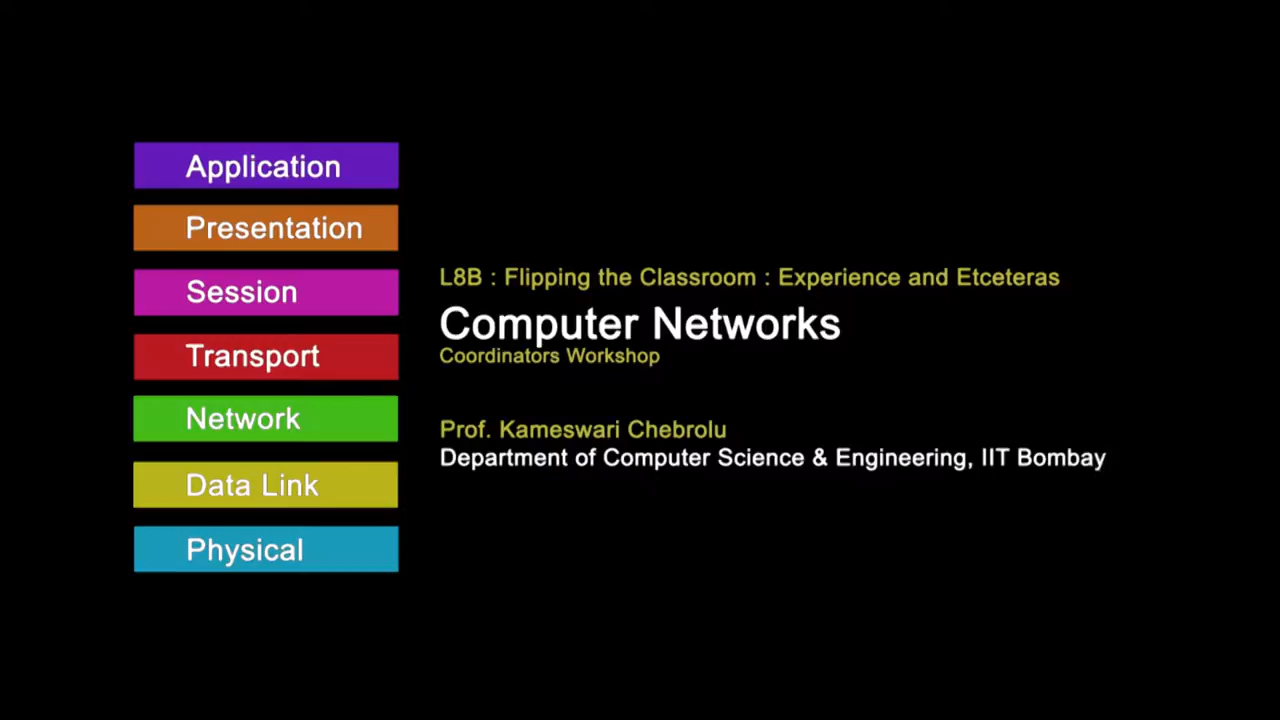 Application
Presentation
Session
Transport
Network
Data Link
Physical
L8B : Flipping the Classroom : Experience and Etceteras
Computer Networks
Coordinators Workshop
Prof. Kameswari Chebrolu
Department of Computer Science & Engineering, IIT Bombay